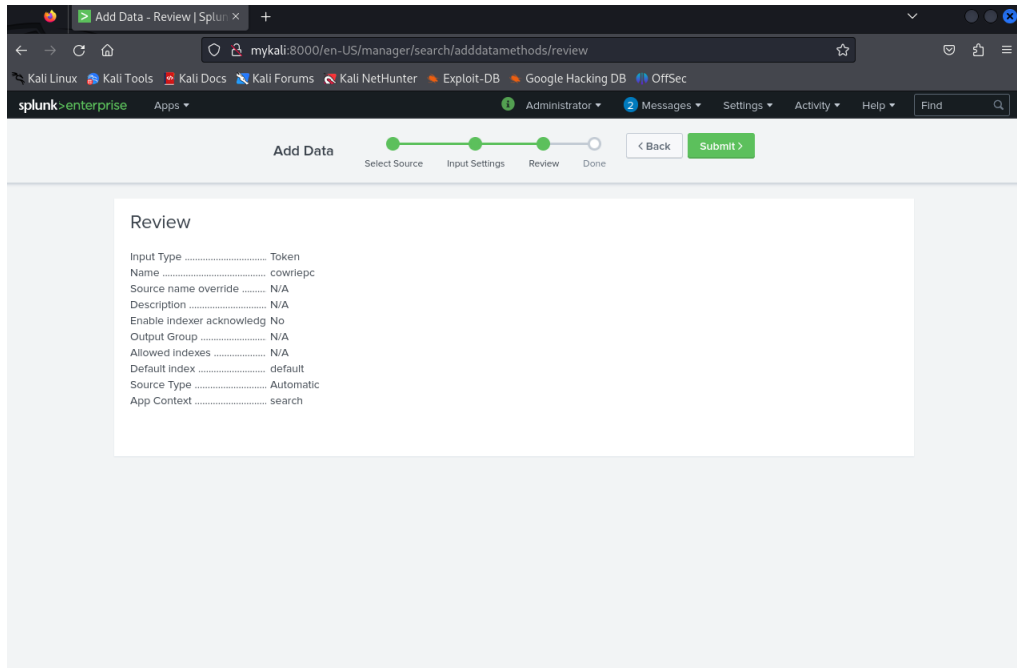 Add Data - Review | Splun
mykali:8000/en-US/manager/search/adddatamethods/review
Kali Linux Kali Tools Kali Docs Kali Forums Kali NetHunter Exploit-DB Google Hacking DB OffSec
splunk>enterprise Apps Administrator 2 Messages Settings Activity Help Find
Add Data Select Source Input Settings Review Done < Back Submit >
Review
Input Type ................................ Token
Name ........................................ cowriepc
Source name override ......... N/A
Description .............................. N/A
Enable indexer acknowledg No
Output Group ......................... N/A
Allowed indexes .................... N/A
Default index .......................... default
Source Type ............................ Automatic
App Context ............................ search